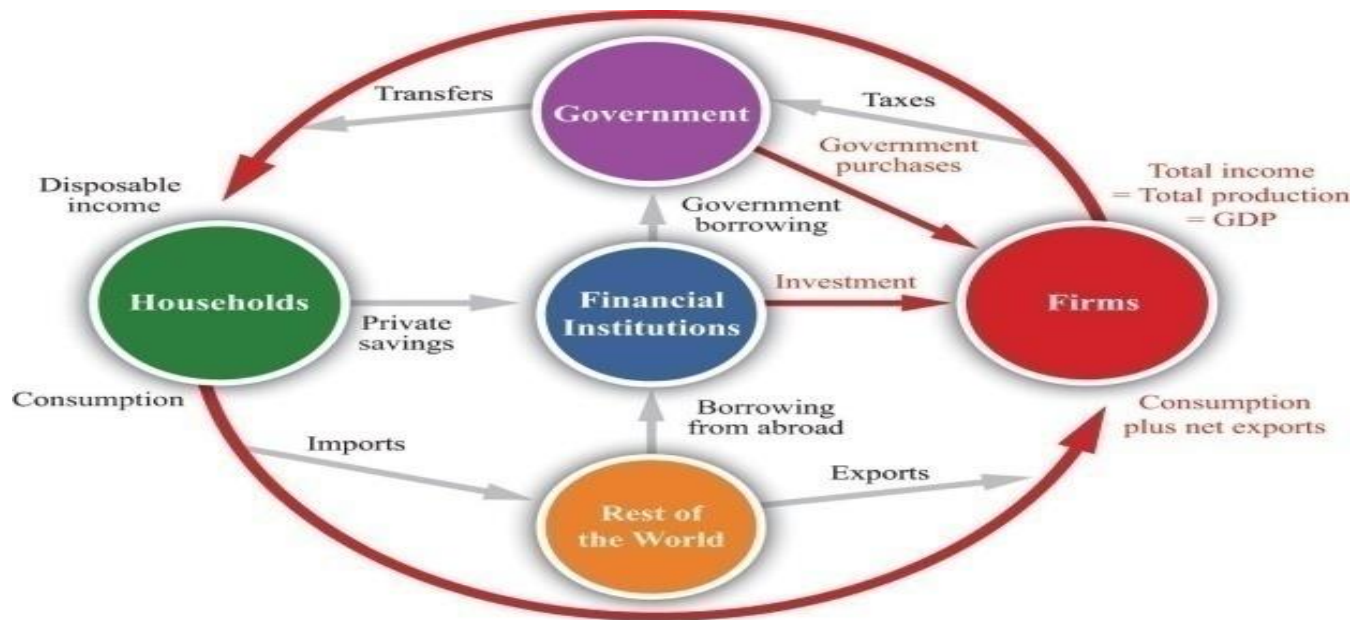 Transfers
Government
Taxes
Government
purchases
Disposable
income
Total income
= Total production
= GDP
Government
borrowing
Households
Financial
Institutions
Investment
Firms
Private
savings
Consumption
Borrowing
from abroad
Consumption
plus net exports
Imports
Exports
Rest of
the World